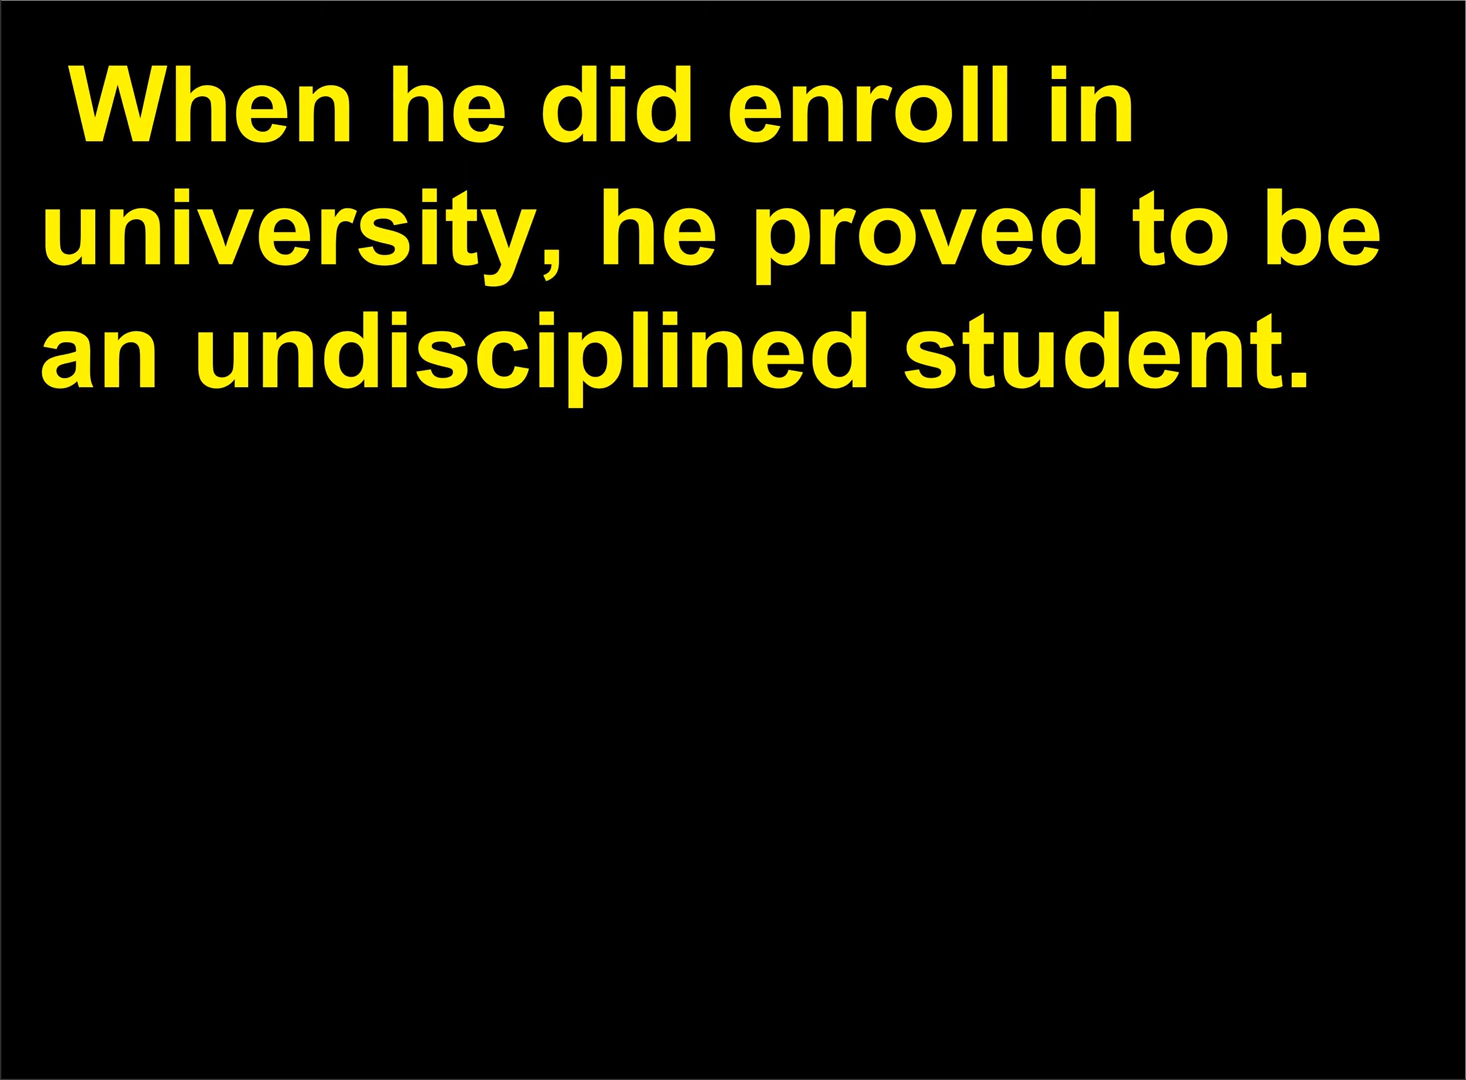 When he did enroll in
university, he proved to be
an undisciplined student.